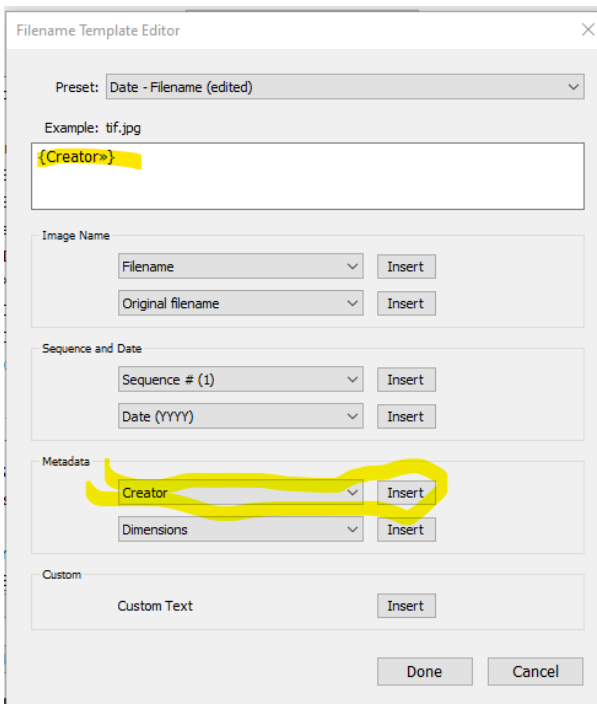 Filename Template Editor
Preset: Date - Filename (edited)
Example: tif.jpg
{Creator»}
Image Name
Filename Insert
Original filename Insert
Sequence and Date
Sequence # (1) Insert
Date (YYYY) Insert
Metadata
Creator Insert
Dimensions Insert
Custom
Custom Text Insert
Done Cancel